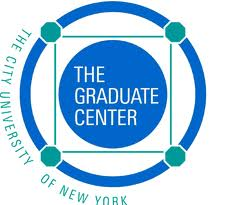 THE
GRADUATE
CENTER
THE CITY UNIVERSITY OF NEW YORK